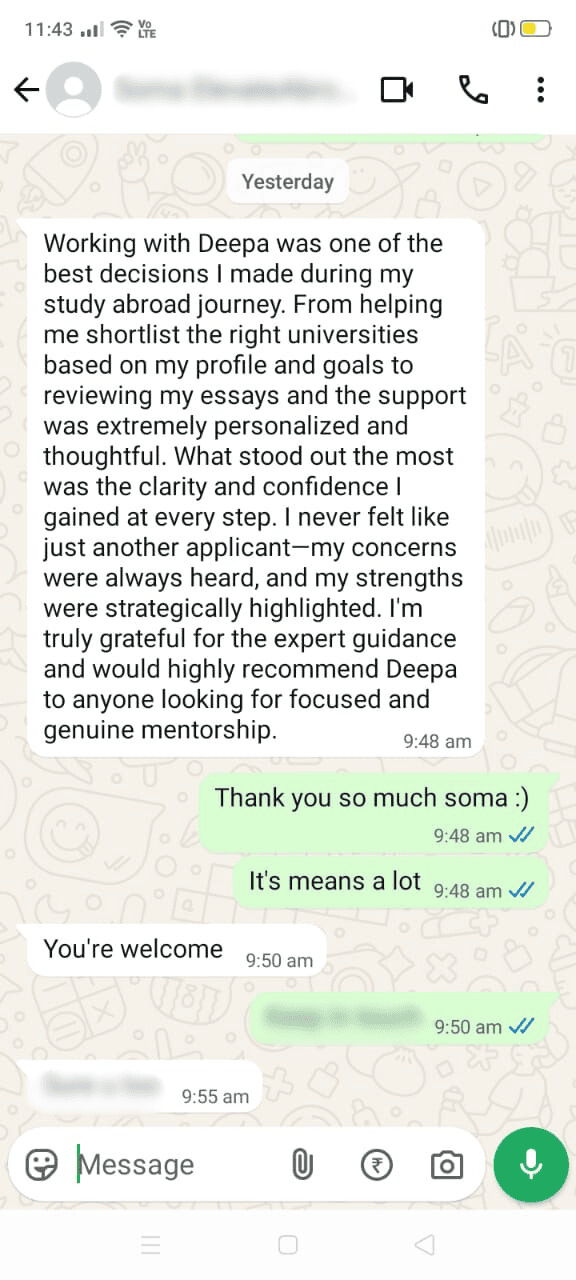 11:43 Vo LTE
Yesterday
Working with Deepa was one of the
best decisions I made during my
study abroad journey. From helping
me shortlist the right universities
based on my profile and goals to
reviewing my essays and the support
was extremely personalized and
thoughtful. What stood out the most
was the clarity and confidence I
gained at every step. I never felt like
just another applicant—my concerns
were always heard, and my strengths
were strategically highlighted. I'm
truly grateful for the expert guidance
and would highly recommend Deepa
to anyone looking for focused and
genuine mentorship.
9:48 am
Thank you so much soma :)
9:48 am
It's means a lot 9:48 am
You're welcome 9:50 am
9:50 am
9:55 am
Message